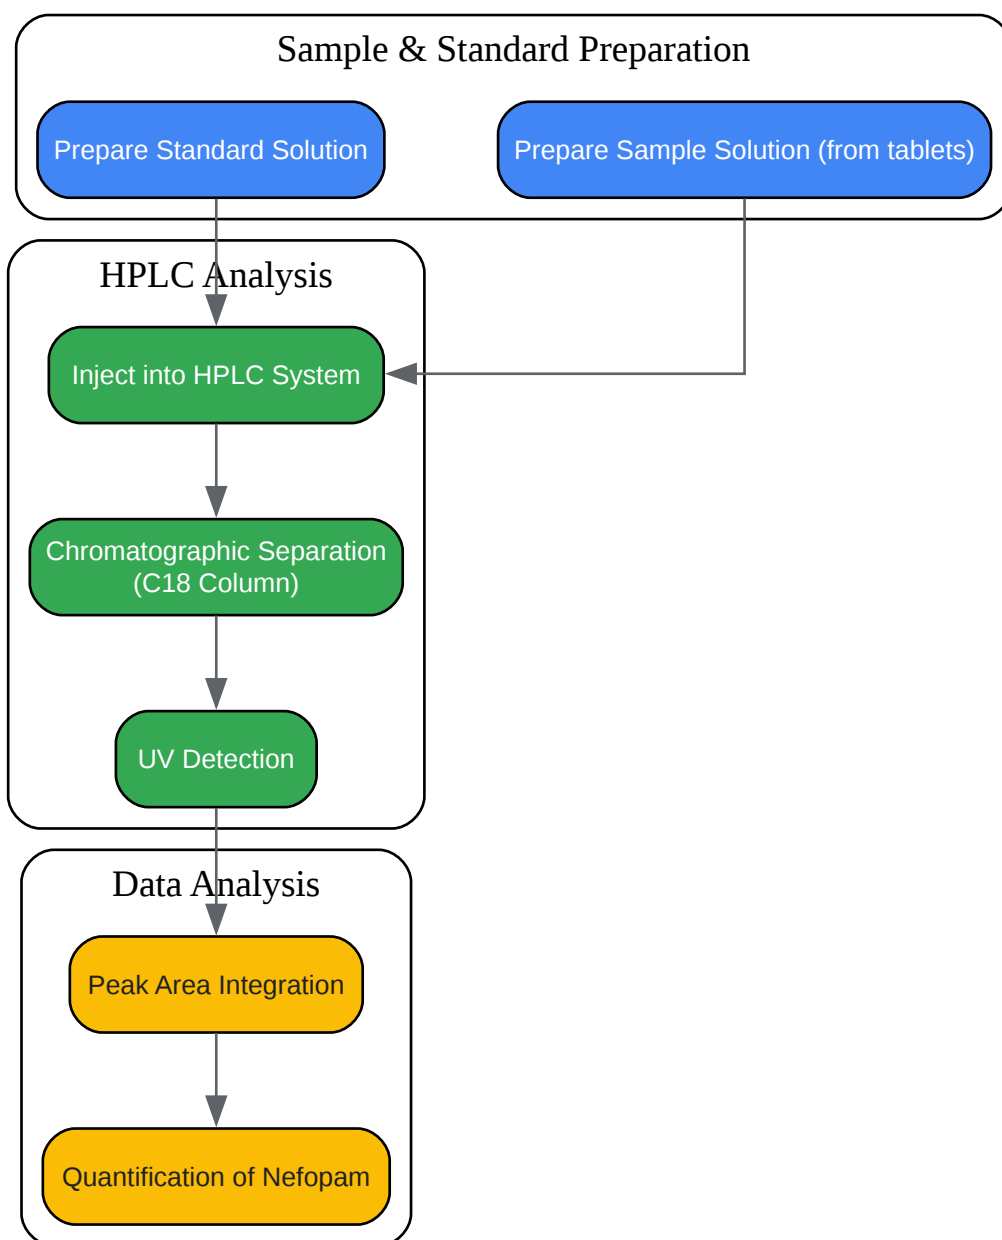 Sample & Standard Preparation
Prepare Standard Solution
Prepare Sample Solution (from tablets)
HPLC Analysis
Inject into HPLC System
Chromatographic Separation
(C18 Column)
UV Detection
Data Analysis
Peak Area Integration
Quantification of Nefopam